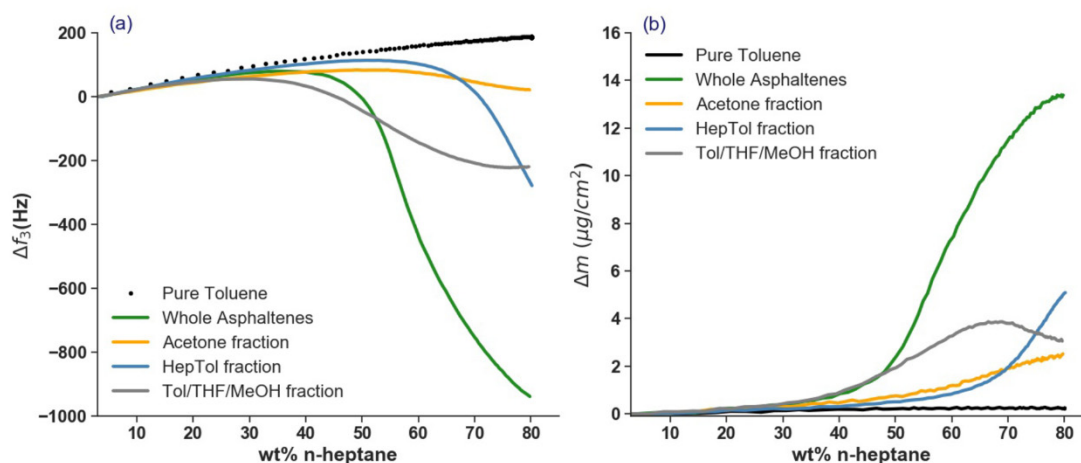 (a)
200
0
−200
−400
−600
−800
−1000
Δf₃(Hz)
Pure Toluene
Whole Asphaltenes
Acetone fraction
HepTol fraction
Tol/THF/MeOH fraction
10 20 30 40 50 60 70 80
wt% n-heptane
(b)
16
14
12
10
8
6
4
2
0
Δm (μg/cm²)
Pure Toluene
Whole Asphaltenes
Acetone fraction
HepTol fraction
Tol/THF/MeOH fraction
10 20 30 40 50 60 70 80
wt% n-heptane